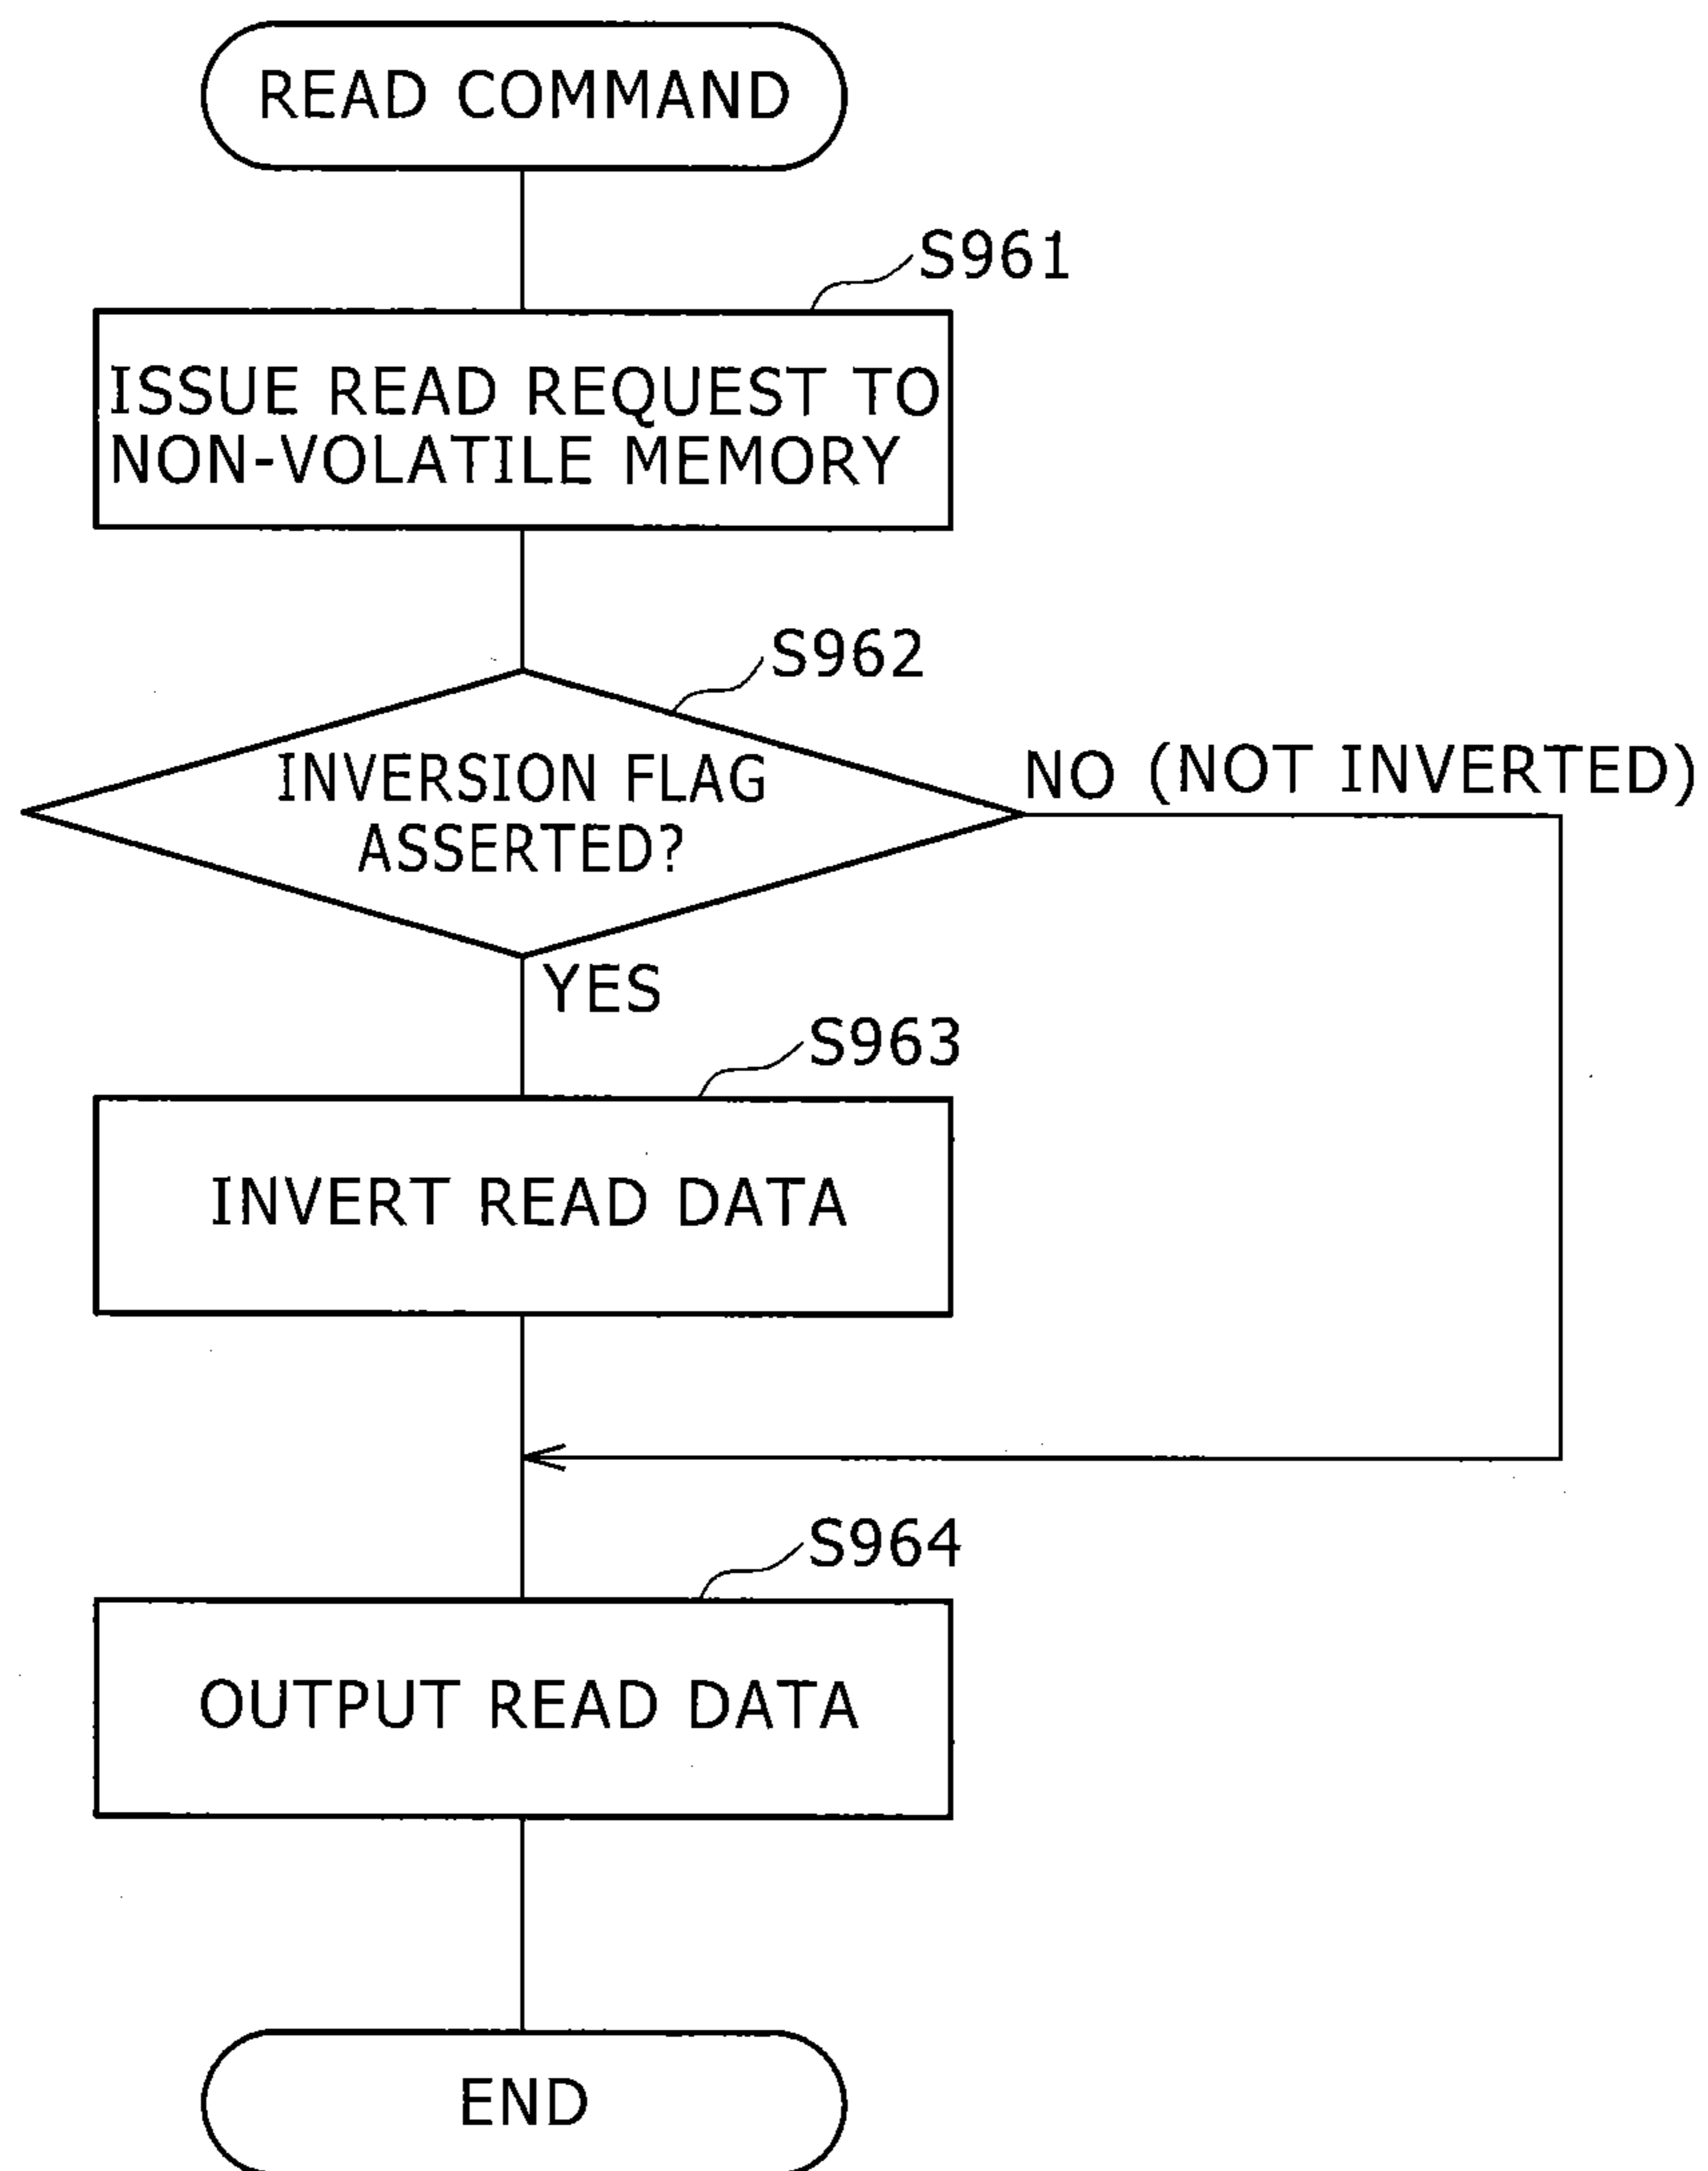 READ COMMAND
S961
ISSUE READ REQUEST TO
NON-VOLATILE MEMORY
S962
INVERSION FLAG
ASSERTED?
NO (NOT INVERTED)
YES
S963
INVERT READ DATA
S964
OUTPUT READ DATA
END